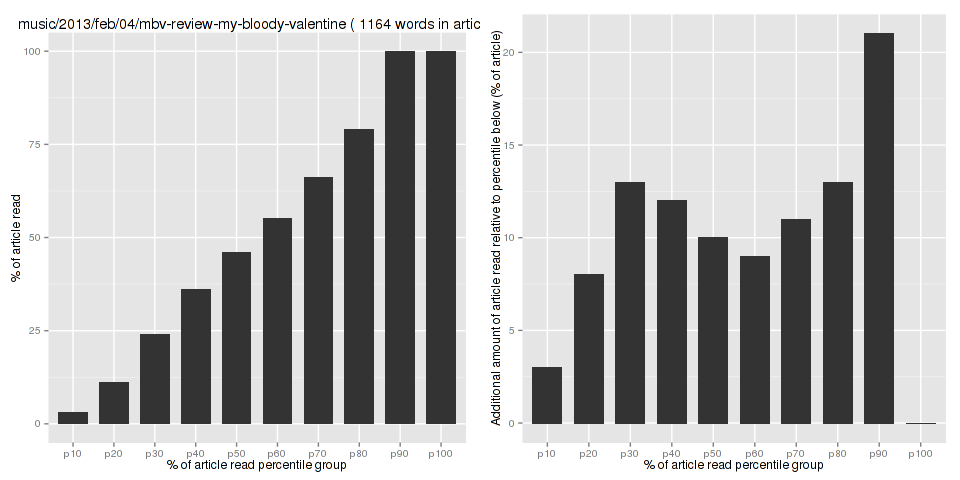 music/2013/feb/04/mbv-review-my-bloody-valentine ( 1164 words in artic
% of article read
100
75
50
25
0
p10 p20 p30 p40 p50 p60 p70 p80 p90 p100
% of article read percentile group
Additional amount of article read relative to percentile below (% of article)
20
15
10
5
0
p10 p20 p30 p40 p50 p60 p70 p80 p90 p100
% of article read percentile group